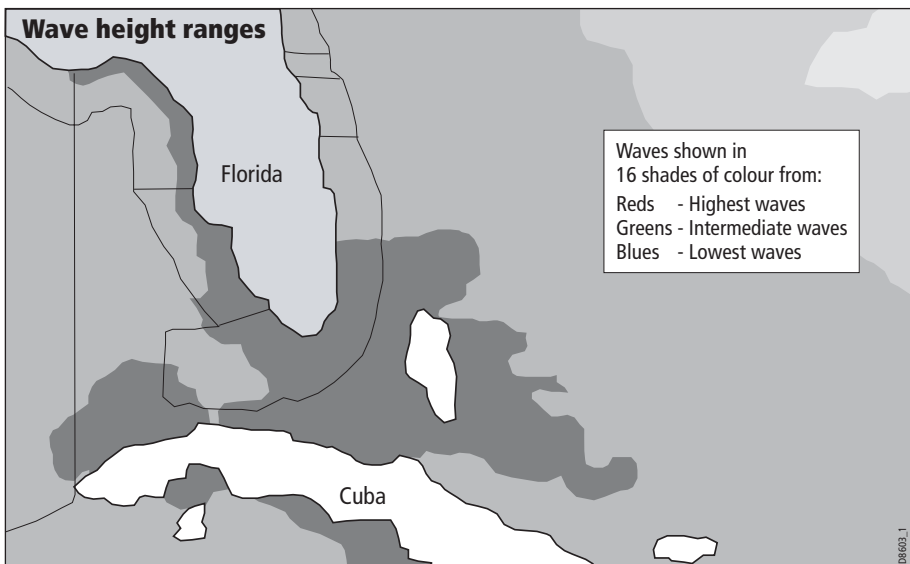 Wave height ranges
Florida
Waves shown in
16 shades of colour from:
Reds - Highest waves
Greens - Intermediate waves
Blues - Lowest waves
Cuba
D8603_1